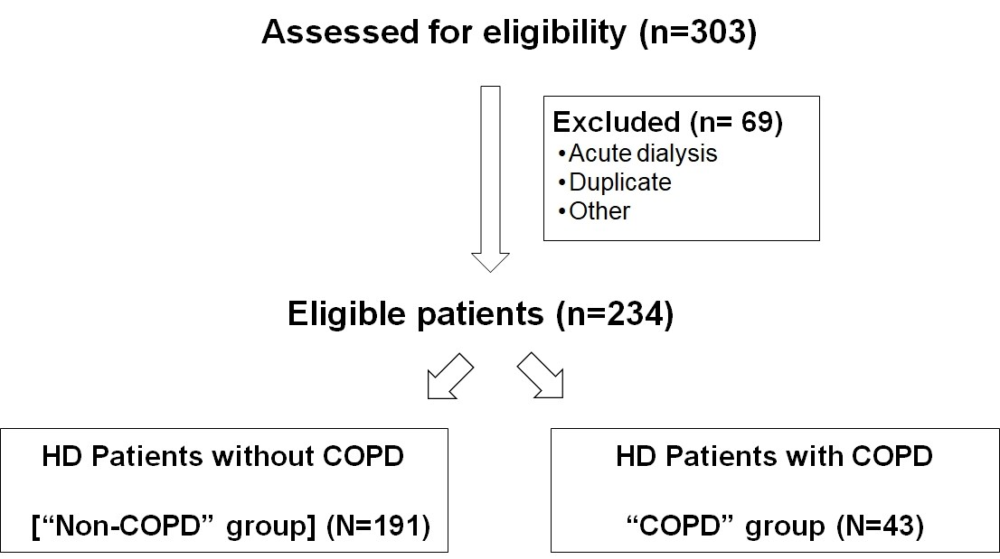 Assessed for eligibility (n=303)
Excluded (n= 69)
•Acute dialysis
•Duplicate
•Other
Eligible patients (n=234)
HD Patients without COPD
[“Non-COPD” group] (N=191)
HD Patients with COPD
“COPD” group (N=43)